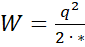 W = q² / 2 · *